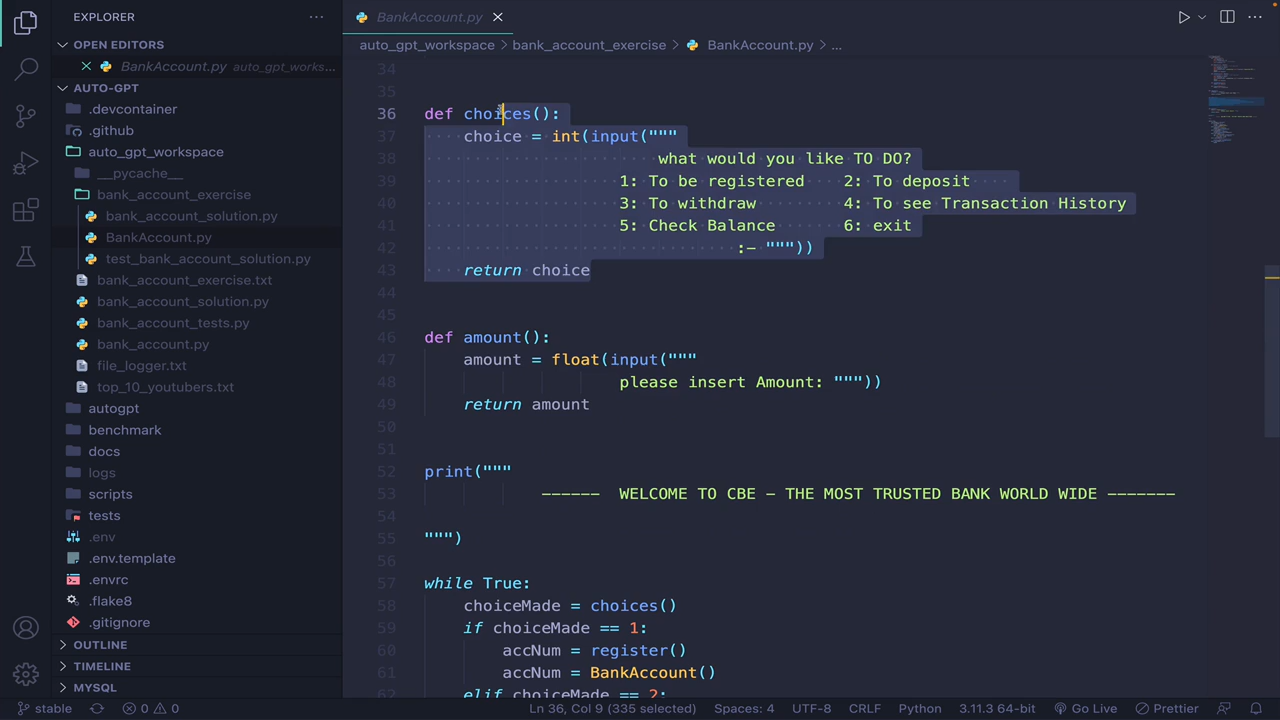 EXPLORER
OPEN EDITORS
BankAccount.py auto_gpt_works...
AUTO-GPT
.devcontainer
.github
auto_gpt_workspace
__pycache__
bank_account_exercise
bank_account_solution.py
BankAccount.py
test_bank_account_solution.py
bank_account_exercise.txt
bank_account_solution.py
bank_account_tests.py
bank_account.py
file_logger.txt
top_10_youtubers.txt
autogpt
benchmark
docs
logs
scripts
tests
.env
.env.template
.envrc
.flake8
.gitignore
OUTLINE
TIMELINE
MYSQL
BankAccount.py
auto_gpt_workspace > bank_account_exercise > BankAccount.py > ...
34
35
36 def choices():
37 choice = int(input("""
38 what would you like TO DO?
39 1: To be registered 2: To deposit
40 3: To withdraw 4: To see Transaction History
41 5: Check Balance 6: exit
42 :- """))
43 return choice
44
45
46 def amount():
47 amount = float(input("""
48 please insert Amount: """))
49 return amount
50
51
52 print("""
53 ------ WELCOME TO CBE - THE MOST TRUSTED BANK WORLD WIDE -------
54
55 """)
56
57 while True:
58 choiceMade = choices()
59 if choiceMade == 1:
60 accNum = register()
61 accNum = BankAccount()
62 elif choiceMade == 2:
stable 0 0 Ln 36, Col 9 (335 selected) Spaces: 4 UTF-8 CRLF Python 3.11.3 64-bit Go Live Prettier